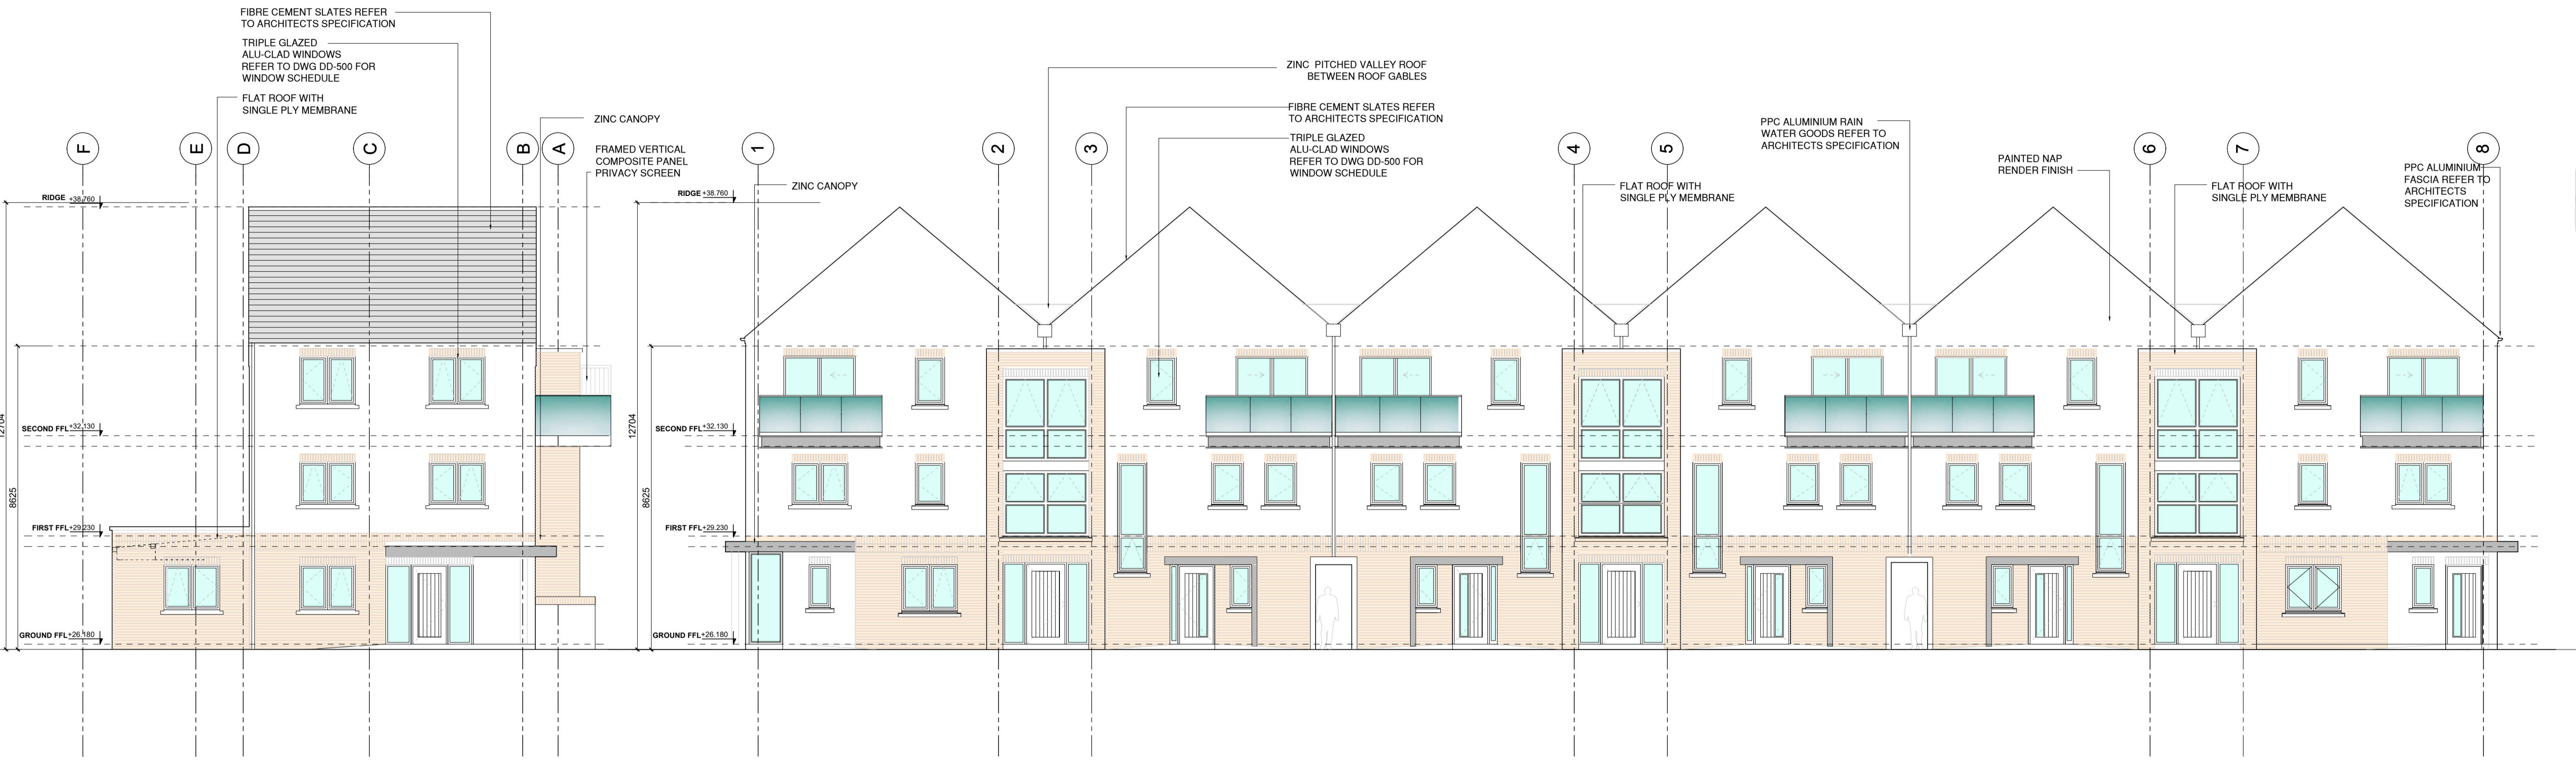 FIBRE CEMENT SLATES REFER
TO ARCHITECTS SPECIFICATION
TRIPLE GLAZED
ALU-CLAD WINDOWS
REFER TO DWG DD-500 FOR
WINDOW SCHEDULE
FLAT ROOF WITH
SINGLE PLY MEMBRANE
ZINC CANOPY
FRAMED VERTICAL
COMPOSITE PANEL
PRIVACY SCREEN
F
E
D
C
B
A
RIDGE +38.760
SECOND FFL +32.130
FIRST FFL +29.230
GROUND FFL +26.180
12704
8625
ZINC PITCHED VALLEY ROOF
BETWEEN ROOF GABLES
FIBRE CEMENT SLATES REFER
TO ARCHITECTS SPECIFICATION
TRIPLE GLAZED
ALU-CLAD WINDOWS
REFER TO DWG DD-500 FOR
WINDOW SCHEDULE
ZINC CANOPY
FLAT ROOF WITH
SINGLE PLY MEMBRANE
PPC ALUMINIUM RAIN
WATER GOODS REFER TO
ARCHITECTS SPECIFICATION
PAINTED NAP
RENDER FINISH
FLAT ROOF WITH
SINGLE PLY MEMBRANE
PPC ALUMINIUM
FASCIA REFER TO
ARCHITECTS
SPECIFICATION
1
2
3
4
5
6
7
8
RIDGE +38.760
SECOND FFL +32.130
FIRST FFL +29.230
GROUND FFL +26.180
12704
8625